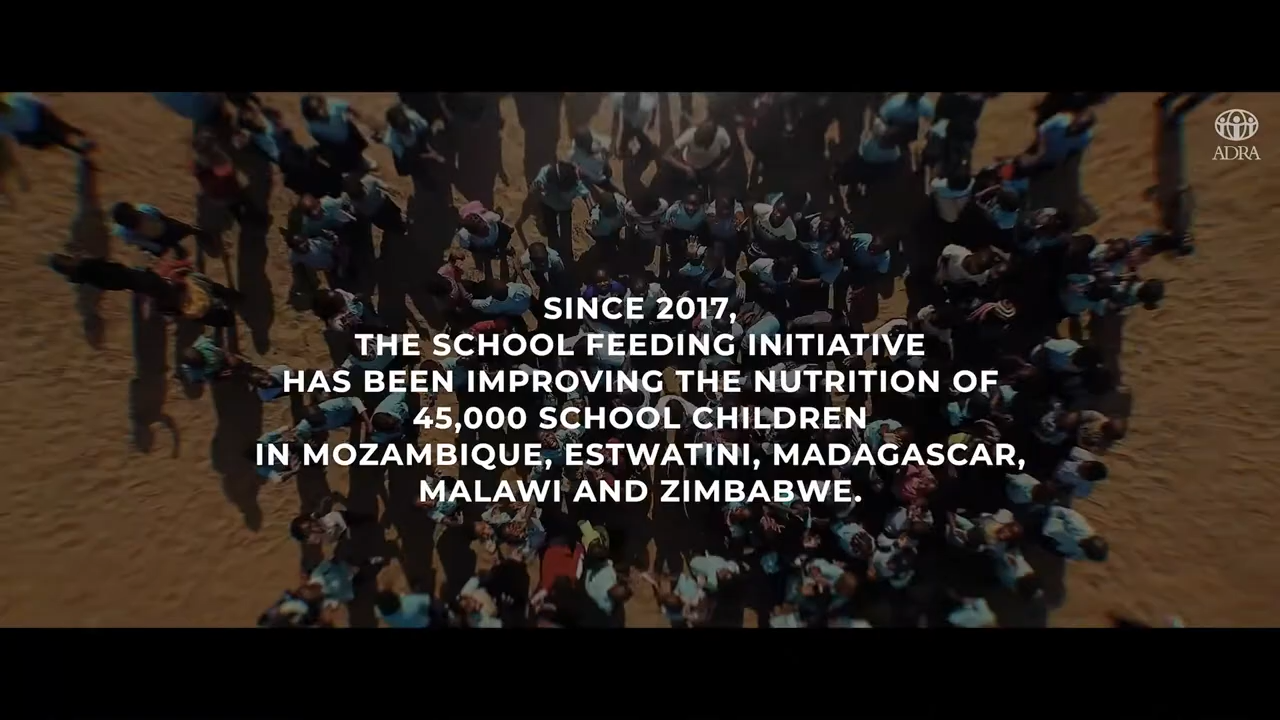 ADRA
SINCE 2017,
THE SCHOOL FEEDING INITIATIVE
HAS BEEN IMPROVING THE NUTRITION OF
45,000 SCHOOL CHILDREN
IN MOZAMBIQUE, ESTWATINI, MADAGASCAR,
MALAWI AND ZIMBABWE.